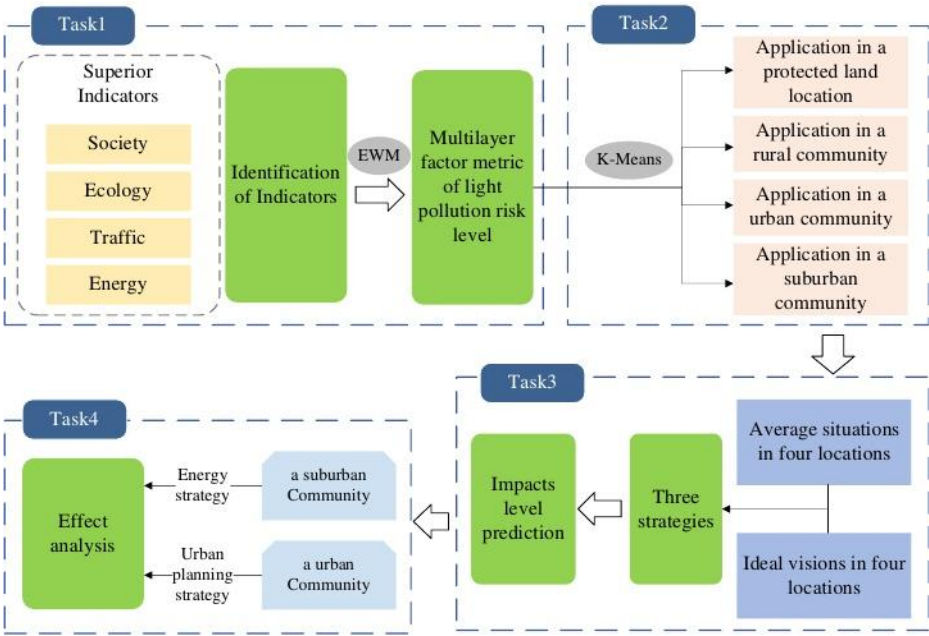 Task1
Superior
Indicators
Society
Ecology
Traffic
Energy
Identification
of Indicators
EWM
Multilayer
factor metric
of light
pollution risk
level
Task2
K-Means
Application in a
protected land
location
Application in a
rural community
Application in a
urban community
Application in a
suburban
community
Task3
Average situations
in four locations
Ideal visions in four
locations
Three
strategies
Impacts
level
prediction
Task4
a suburban
Community
Energy
strategy
a urban
Community
Urban
planning
strategy
Effect
analysis